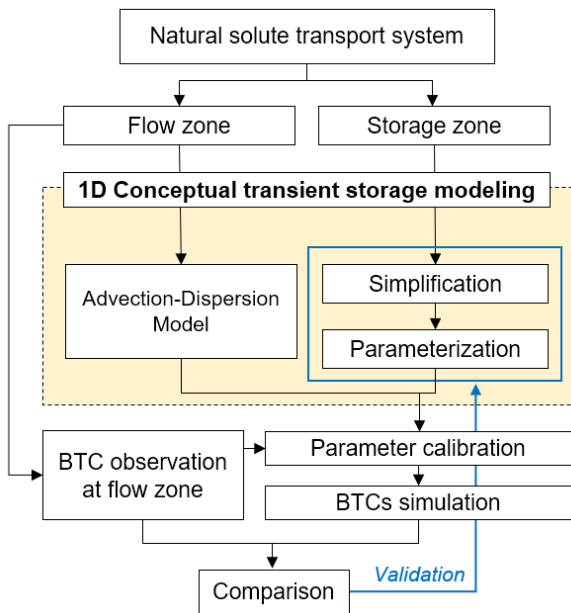 Natural solute transport system
Flow zone
Storage zone
1D Conceptual transient storage modeling
Advection-Dispersion
Model
Simplification
Parameterization
BTC observation
at flow zone
Parameter calibration
BTCs simulation
Validation
Comparison